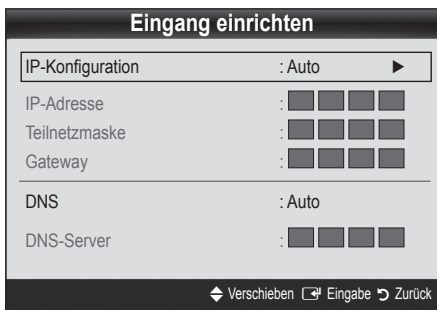 Eingang einrichten
IP-Konfiguration : Auto ►
IP-Adresse :
Teilnetzmaske :
Gateway :
DNS : Auto
DNS-Server :
Verschieben Eingabe Zurück